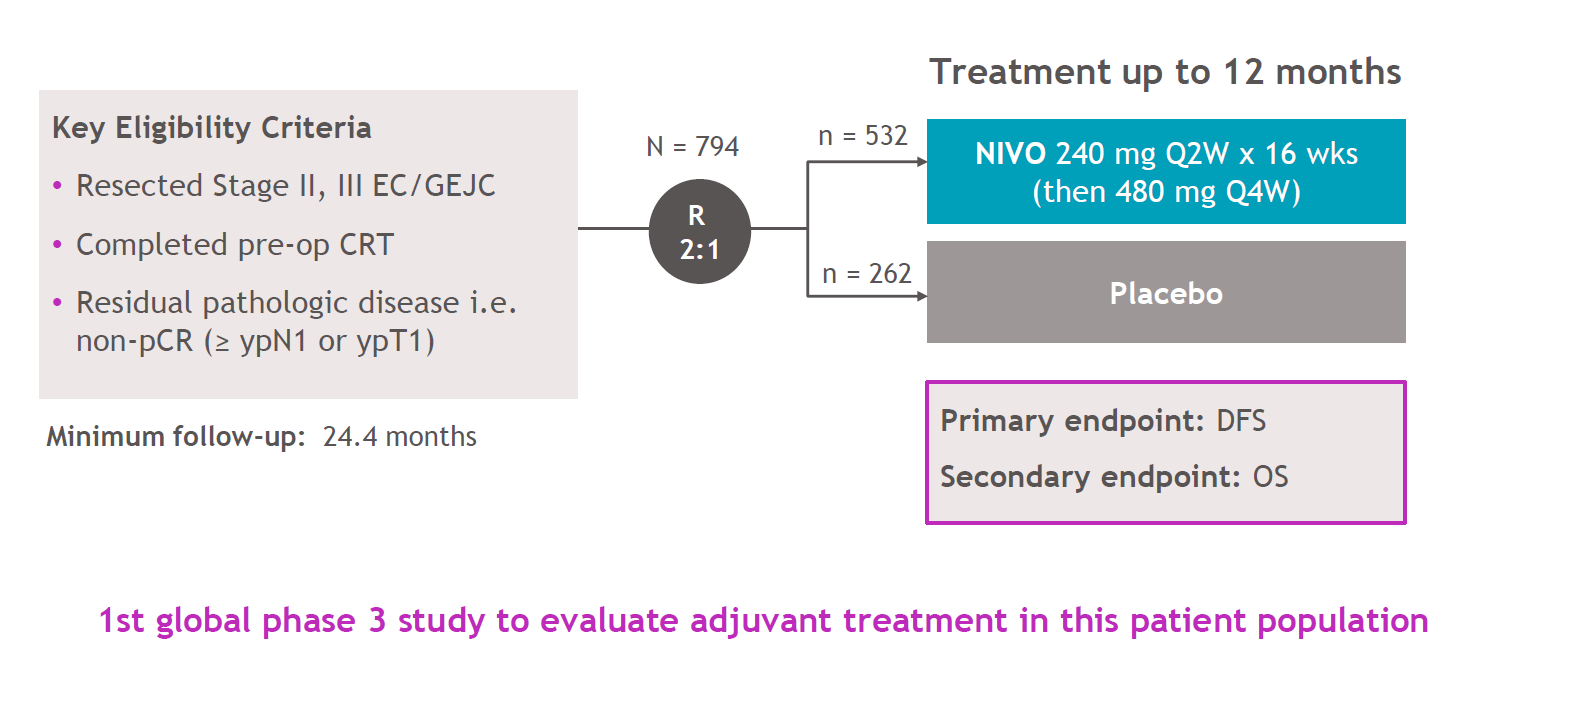 Treatment up to 12 months
Key Eligibility Criteria
• Resected Stage II, III EC/GEJC
• Completed pre-op CRT
• Residual pathologic disease i.e.
non-pCR (≥ ypN1 or ypT1)
Minimum follow-up: 24.4 months
N = 794
R
2:1
n = 532
n = 262
NIVO 240 mg Q2W x 16 wks
(then 480 mg Q4W)
Placebo
Primary endpoint: DFS
Secondary endpoint: OS
1st global phase 3 study to evaluate adjuvant treatment in this patient population